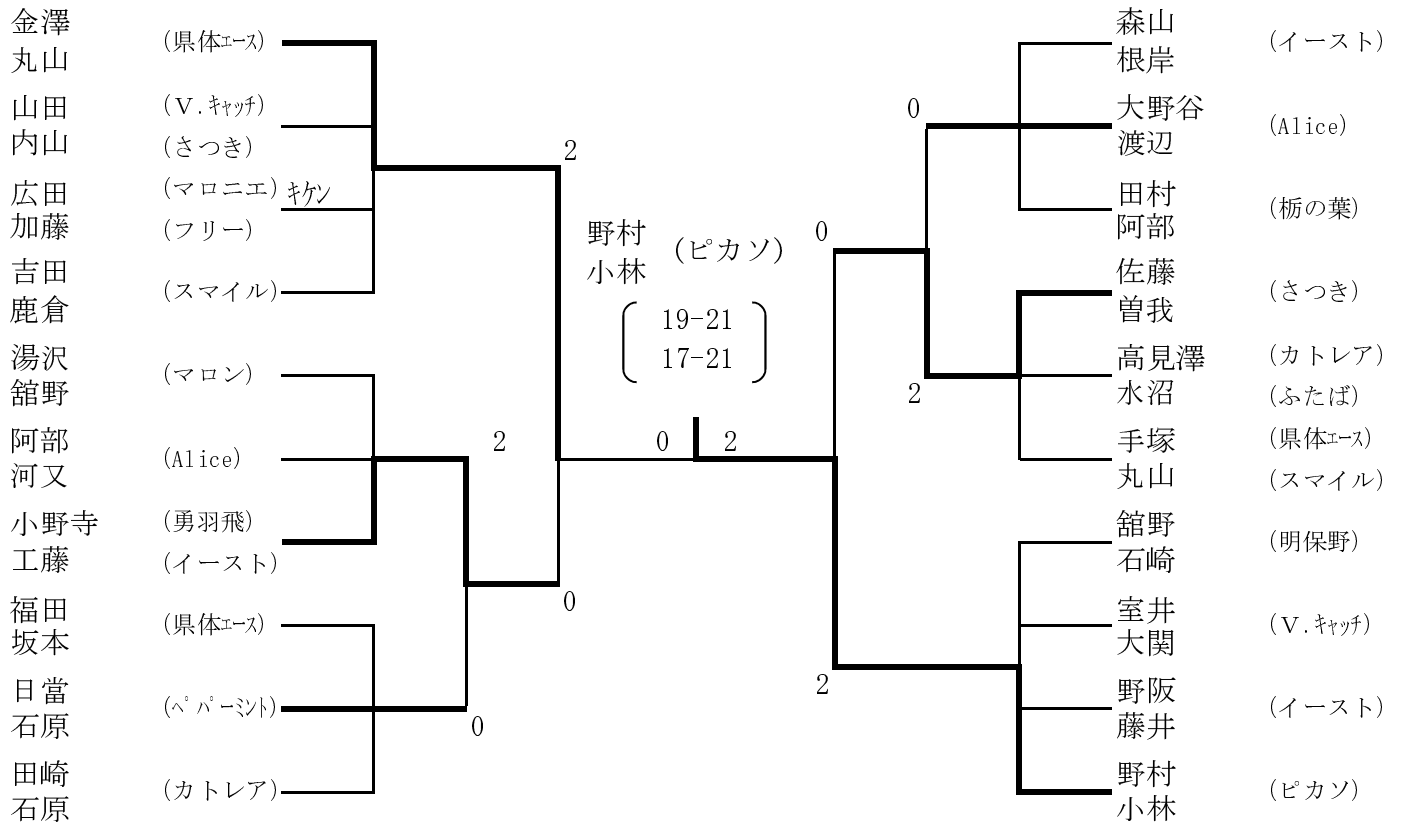 金澤
丸山
(県体ｴｰｽ)
山田
内山
(Ｖ.ｷｬｯﾁ)
(さつき)
広田
加藤
(マロニエ)
(フリー)
ｷｹﾝ
吉田
鹿倉
(スマイル)
湯沢
舘野
(マロン)
阿部
河又
(Alice)
小野寺
工藤
(勇羽飛)
(イースト)
福田
坂本
(県体ｴｰｽ)
日當
石原
(ﾍﾟﾊﾟｰﾐﾝﾄ)
田崎
石原
(カトレア)
2
2
0
0
野村
小林
(ピカソ)
19-21
17-21
0
2
0
0
2
2
森山
根岸
(イースト)
大野谷
渡辺
(Alice)
田村
阿部
(栃の葉)
佐藤
曽我
(さつき)
高見澤
水沼
(カトレア)
(ふたば)
手塚
丸山
(県体ｴｰｽ)
(スマイル)
舘野
石崎
(明保野)
室井
大関
(Ｖ.ｷｬｯﾁ)
野阪
藤井
(イースト)
野村
小林
(ピカソ)